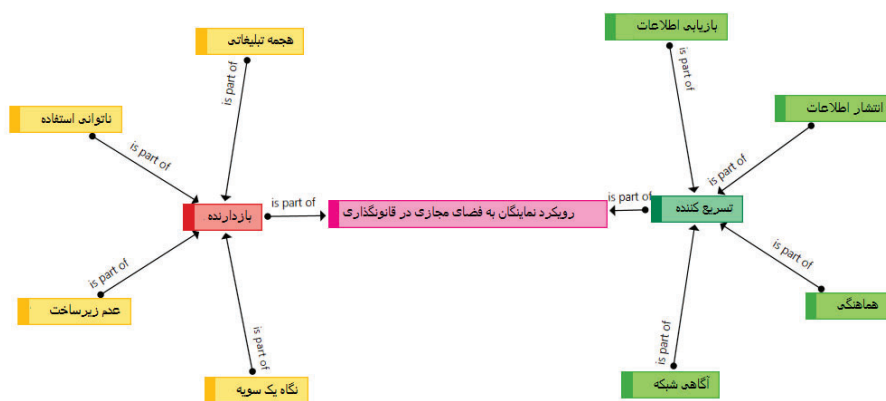 بازیابی اطلاعات
هجمه تبلیغاتی
is part of
is part of
انتشار اطلاعات
ناتوانی استفاده
is part of
is part of
تسریع کننده
is part of
رویکرد نماینگان به فضای مجازی در قانونگذاری
is part of
بازدارنده
is part of
is part of
هماهنگی
عدم زیرساخت
is part of
is part of
آگاهی شبکه
نگاه یک سویه